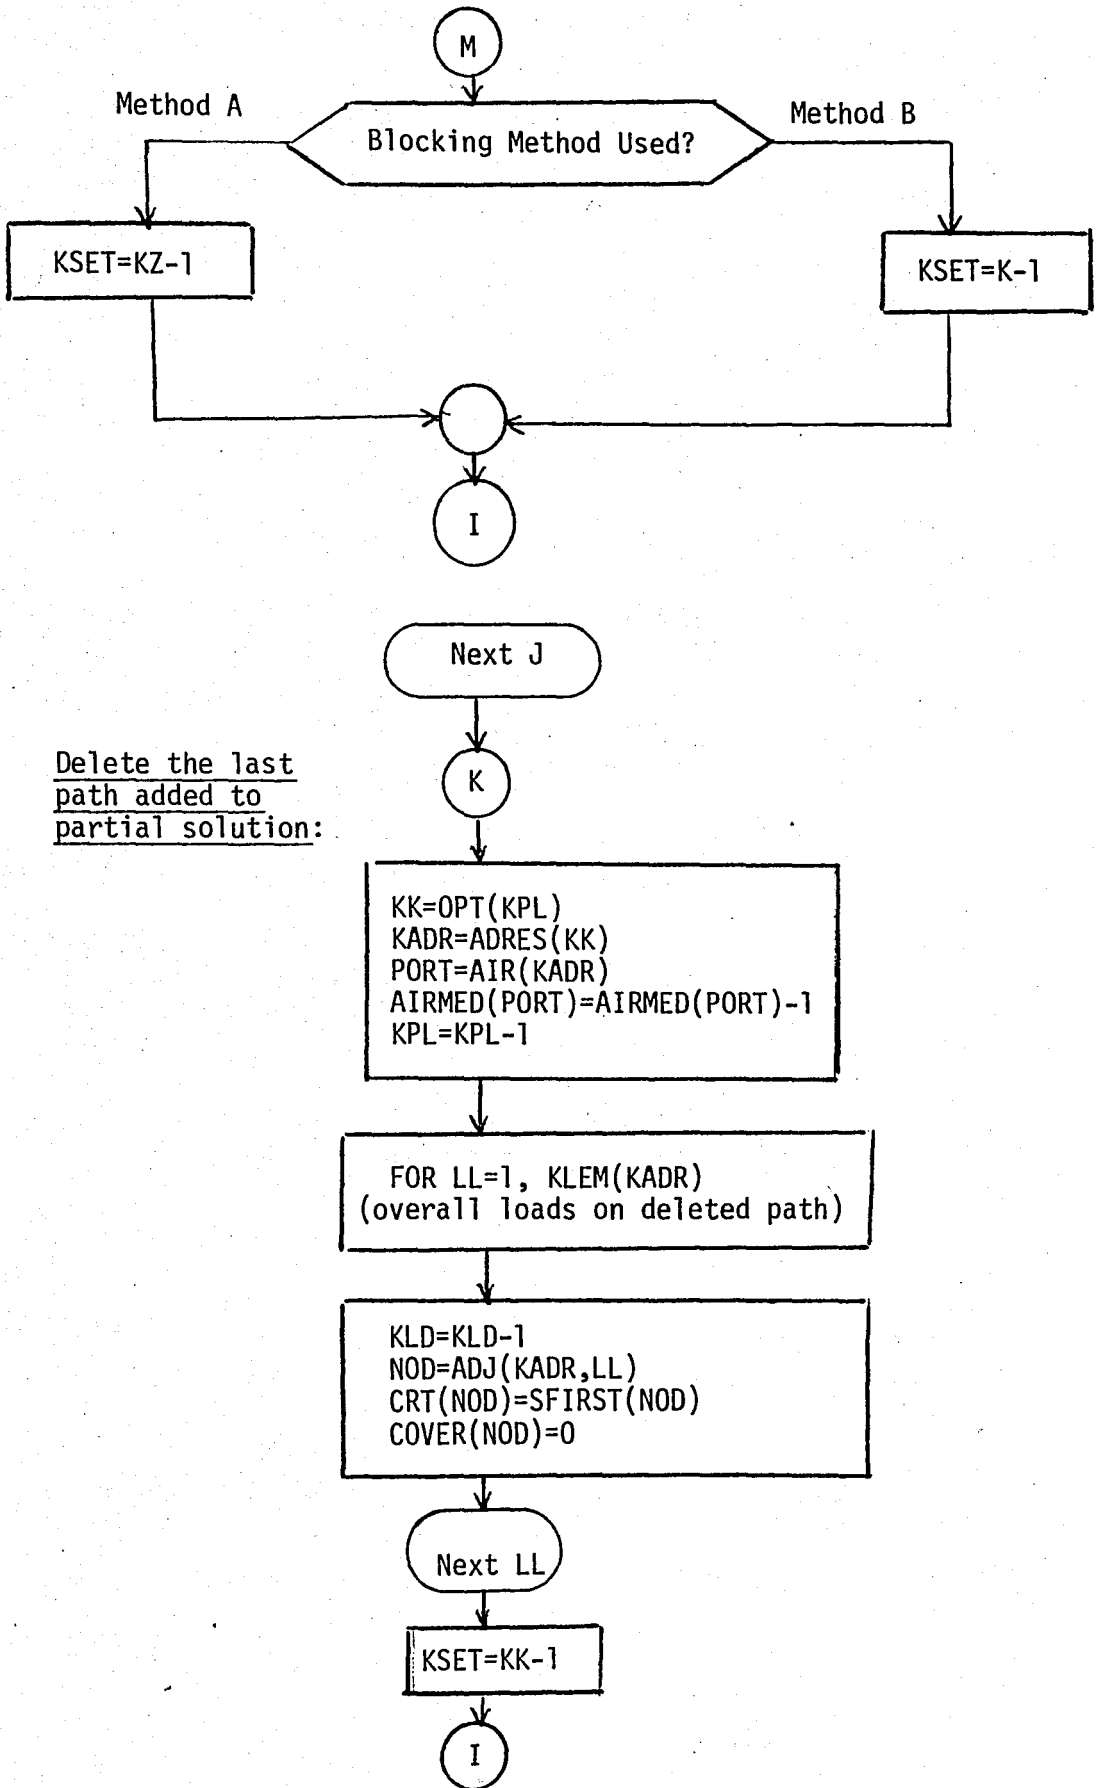 M
Method A
Blocking Method Used?
Method B
KSET=KZ-1
KSET=K-1
I
Next J
K
Delete the last
path added to
partial solution:
KK=OPT(KPL)
KADR=ADRES(KK)
PORT=AIR(KADR)
AIRMED(PORT)=AIRMED(PORT)-1
KPL=KPL-1
FOR LL=1, KLEM(KADR)
(overall loads on deleted path)
KLD=KLD-1
NOD=ADJ(KADR,LL)
CRT(NOD)=SFIRST(NOD)
COVER(NOD)=0
Next LL
KSET=KK-1
I